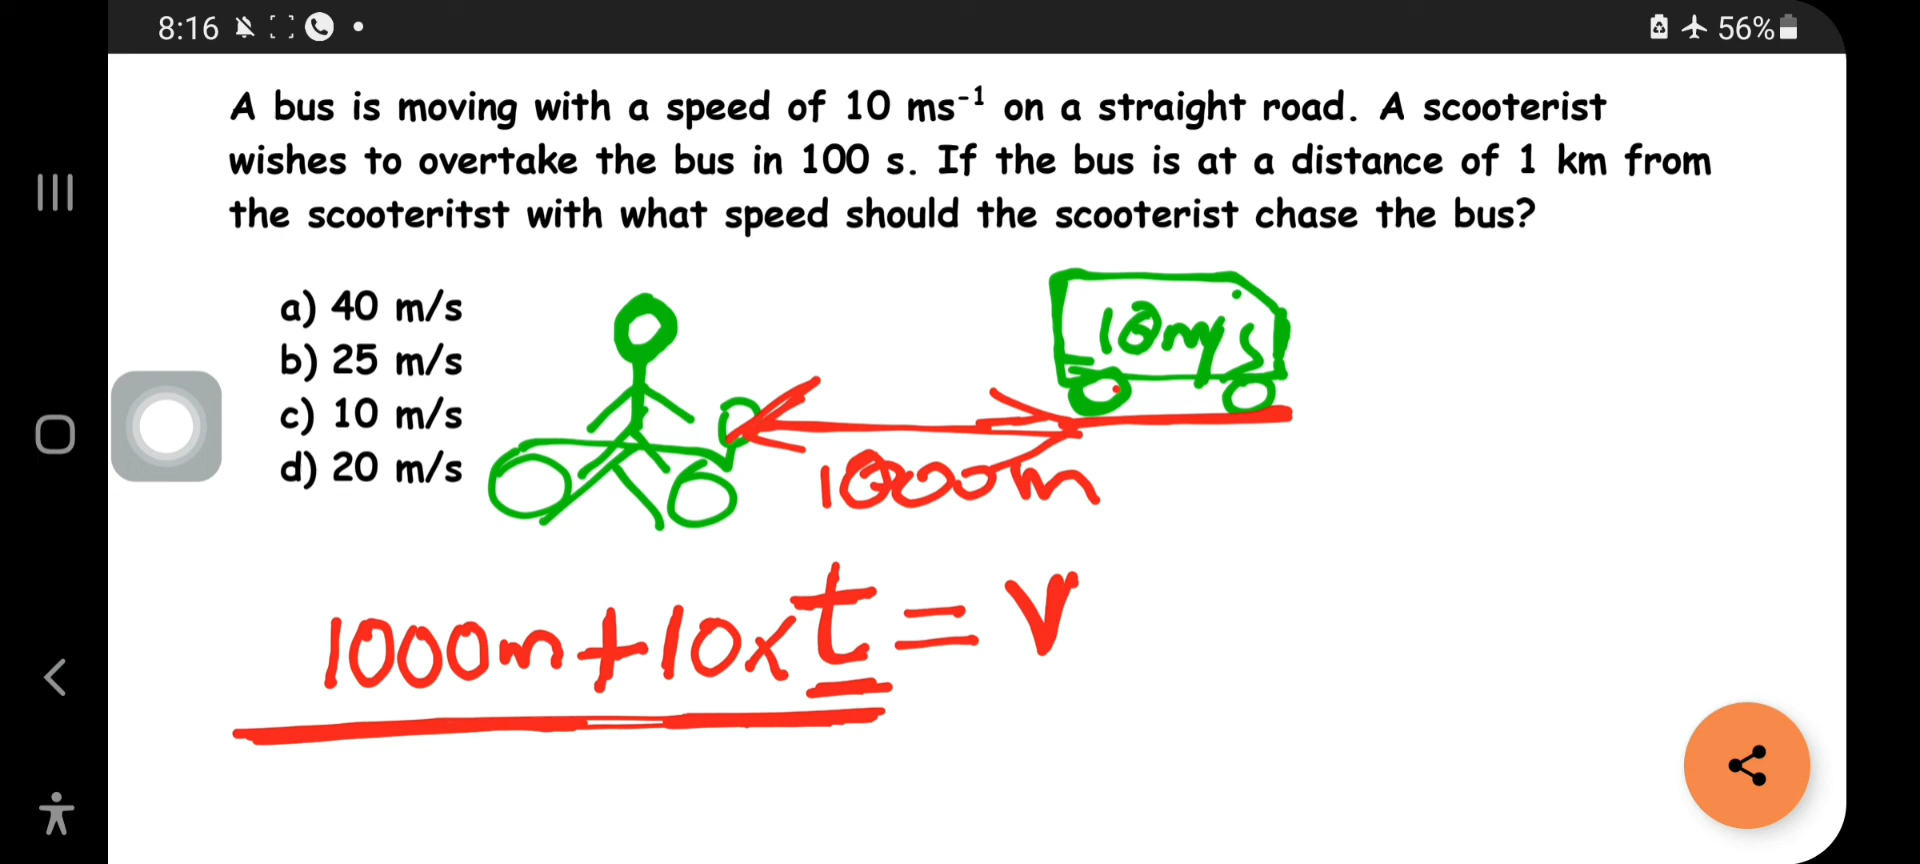 8:16
56%
A bus is moving with a speed of 10 ms⁻¹ on a straight road. A scooterist
wishes to overtake the bus in 100 s. If the bus is at a distance of 1 km from
the scooteritst with what speed should the scooterist chase the bus?
a) 40 m/s
b) 25 m/s
c) 10 m/s
d) 20 m/s
10m/s
1000m
1000m+10xt=v